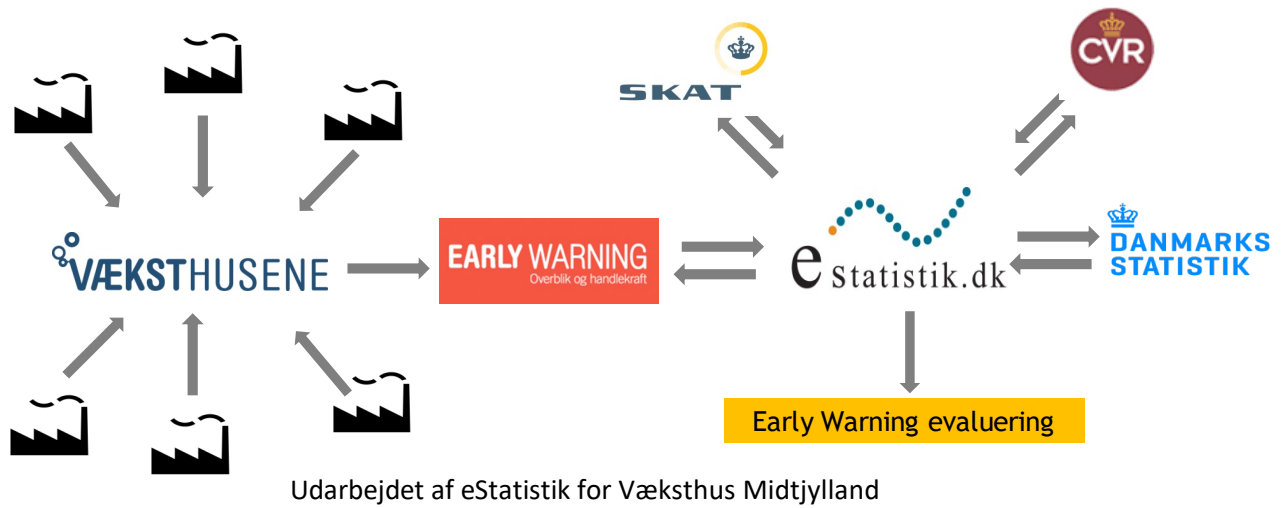 SKAT
CVR
VÆKSTHUSENE
EARLY WARNING
Overblik og handlekraft
e Statistik.dk
DANMARKS
STATISTIK
Early Warning evaluering
Udarbejdet af eStatistik for Væksthus Midtjylland